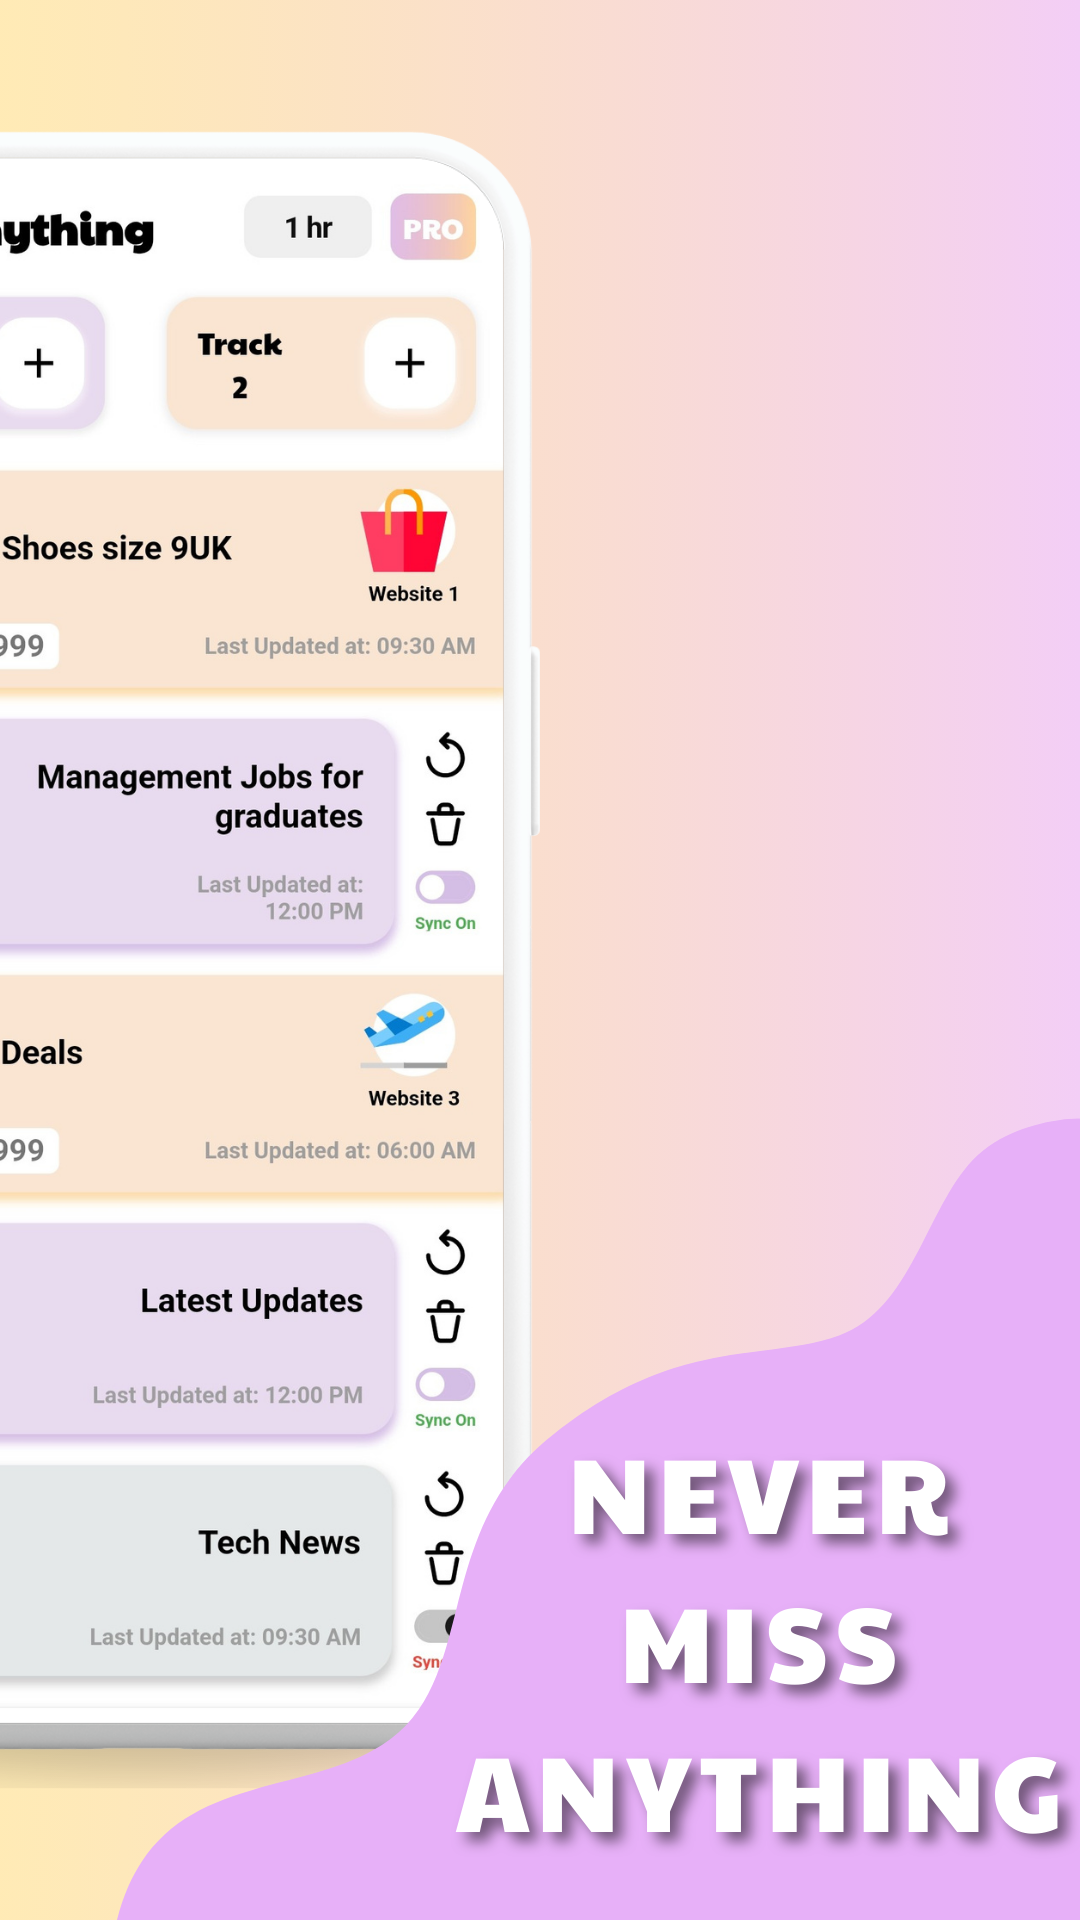 ything
1 hr
PRO
Track
2
Shoes size 9UK
Website 1
999
Last Updated at: 09:30 AM
Management Jobs for
graduates
Last Updated at:
12:00 PM
Sync On
Deals
Website 3
999
Last Updated at: 06:00 AM
Latest Updates
Last Updated at: 12:00 PM
Sync On
Tech News
Last Updated at: 09:30 AM
Syn
NEVER
MISS
ANYTHING